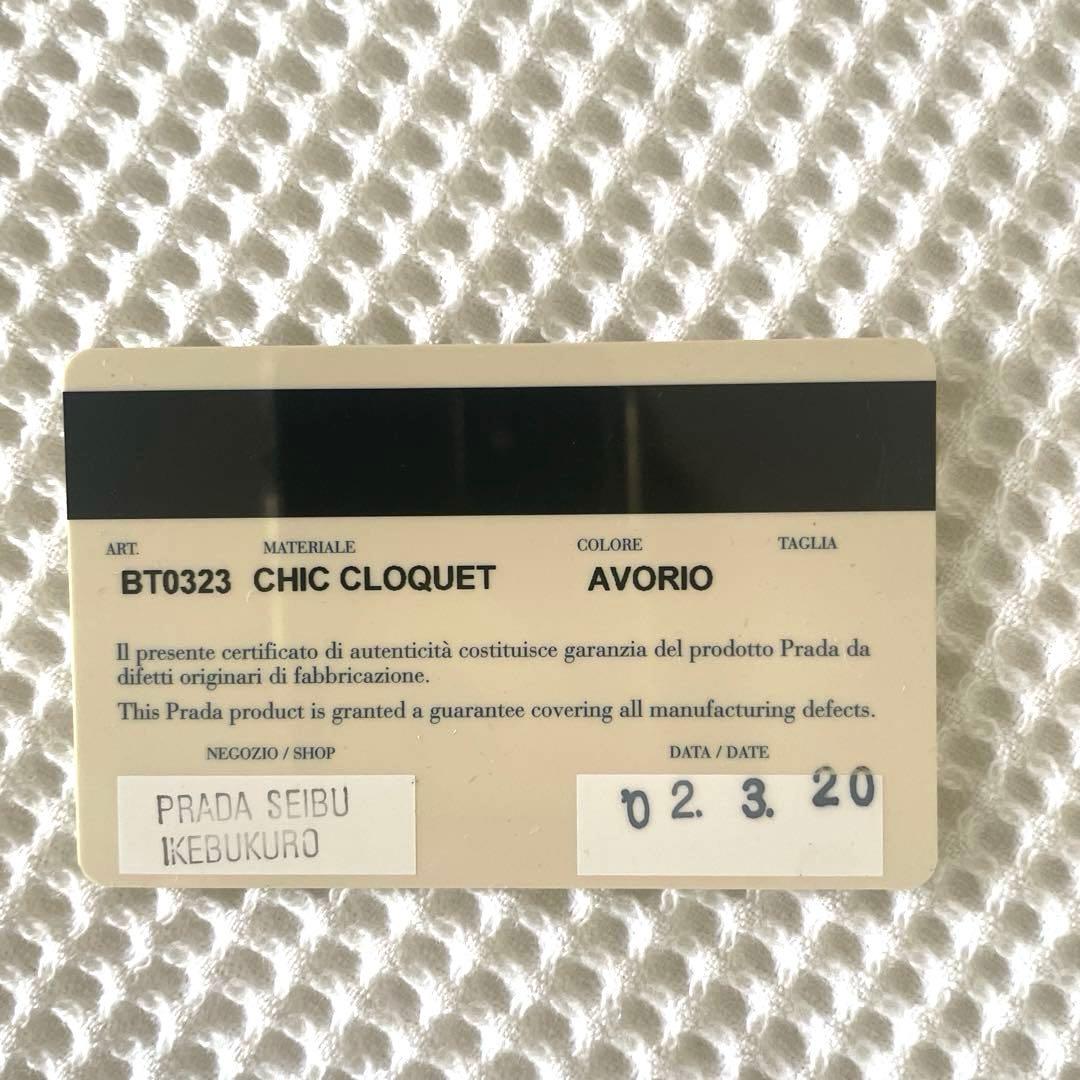 ART. MATERIALE COLORE TAGLIA
BT0323 CHIC CLOQUET AVORIO
Il presente certificato di autenticità costituisce garanzia del prodotto Prada da
difetti originari di fabbricazione.
This Prada product is granted a guarantee covering all manufacturing defects.
NEGOZIO / SHOP DATA / DATE
PRADA SEIBU
IKEBUKURO
'02. 3. 20